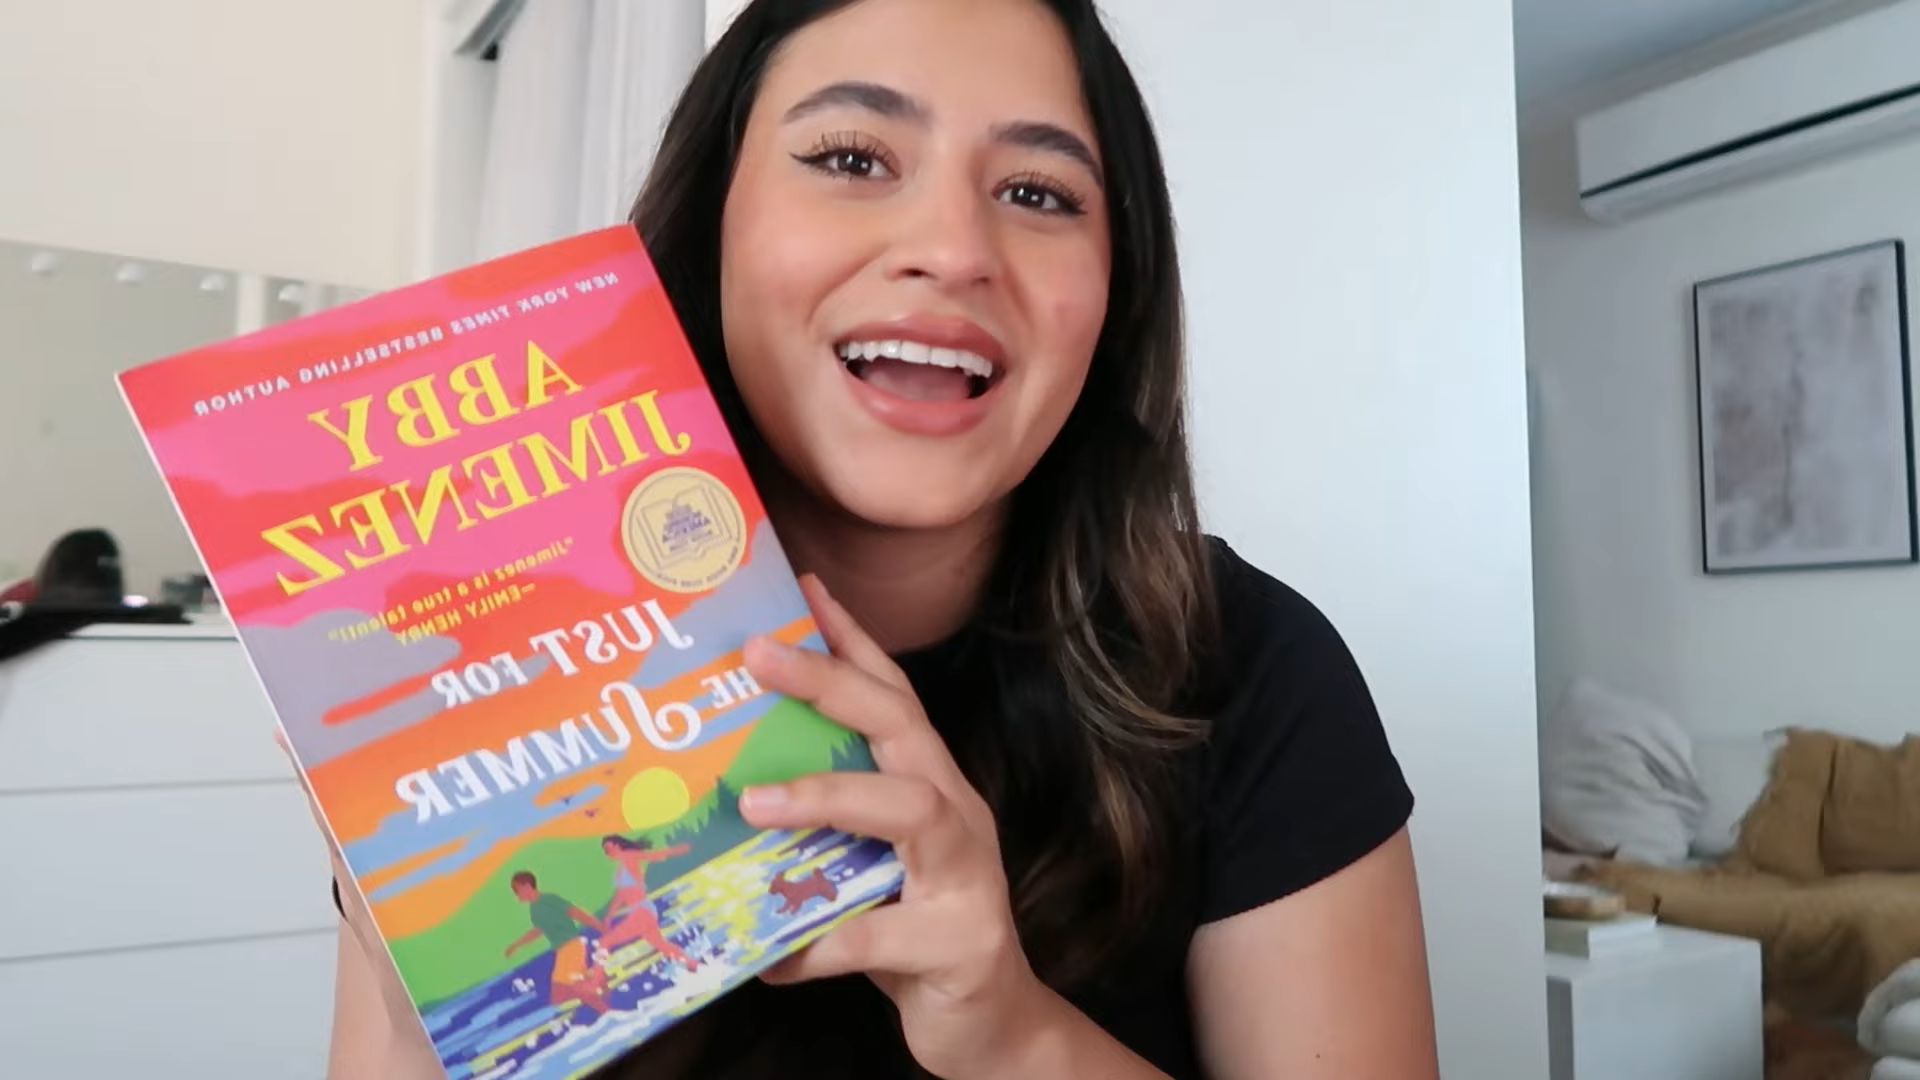 NEW YORK TIMES BESTSELLING AUTHOR
ABBY
JIMENEZ
"Jimenez is a true talent!"
—EMILY HENRY
JUST FOR
THE SUMMER